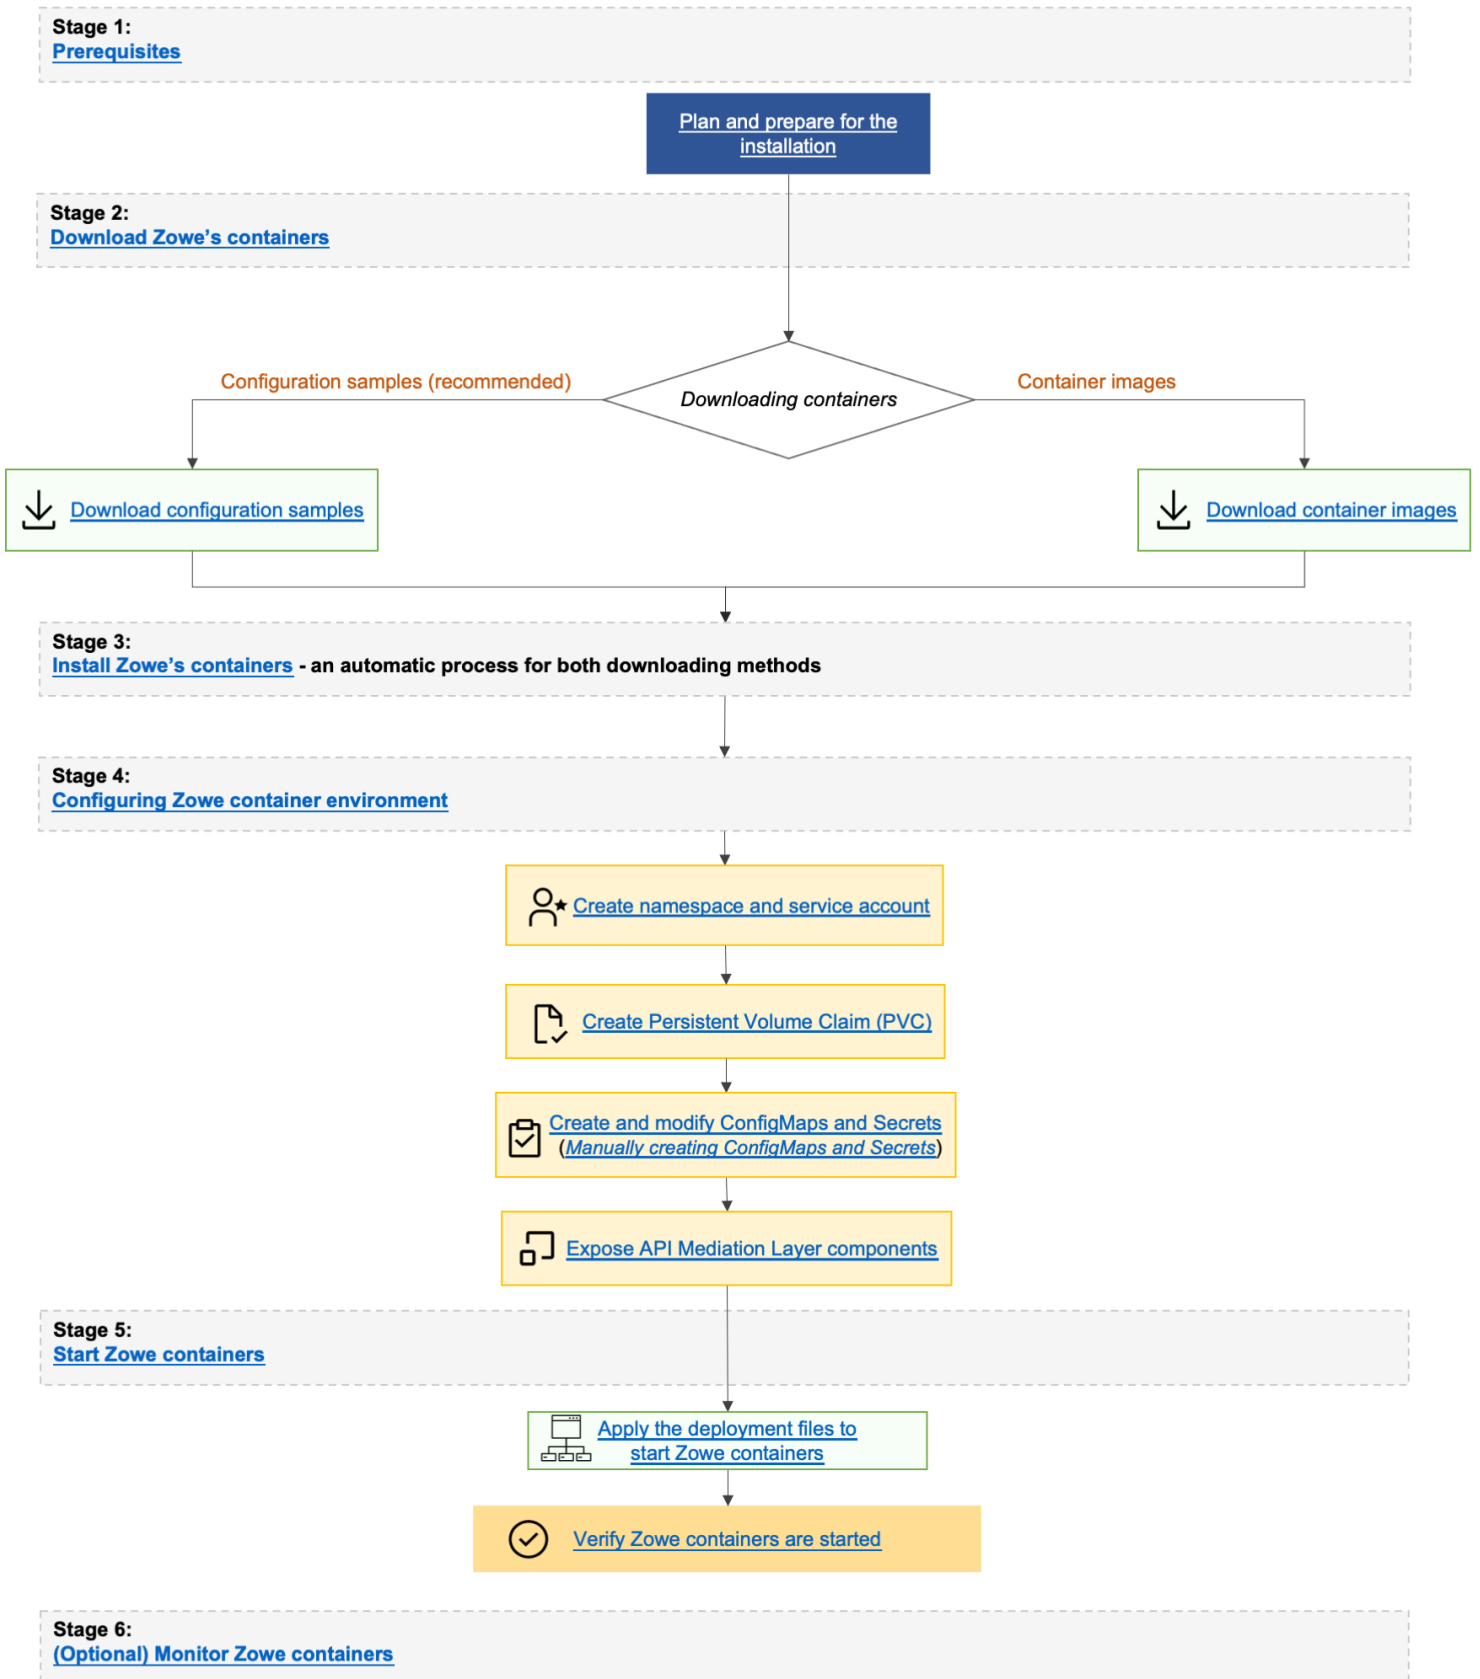 Stage 1:
Prerequisites
Plan and prepare for the
installation
Stage 2:
Download Zowe’s containers
Configuration samples (recommended)
Downloading containers
Container images
Download configuration samples
Download container images
Stage 3:
Install Zowe’s containers - an automatic process for both downloading methods
Stage 4:
Configuring Zowe container environment
Create namespace and service account
Create Persistent Volume Claim (PVC)
Create and modify ConfigMaps and Secrets
(Manually creating ConfigMaps and Secrets)
Expose API Mediation Layer components
Stage 5:
Start Zowe containers
Apply the deployment files to
start Zowe containers
Verify Zowe containers are started
Stage 6:
(Optional) Monitor Zowe containers